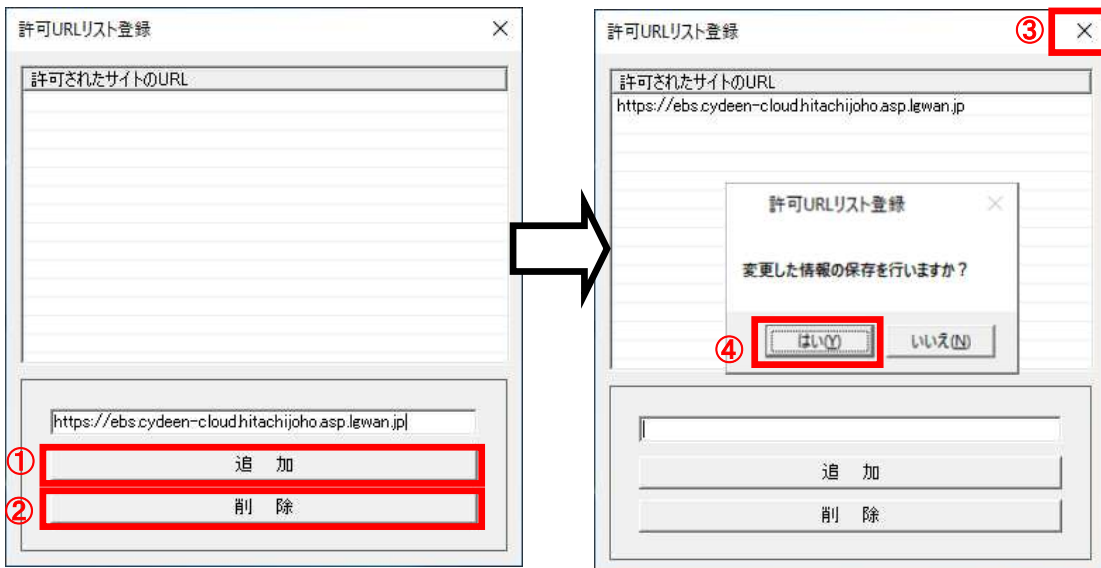 許可URLリスト登録
許可されたサイトのURL
https://ebs.cydeen-cloud.hitachijoho.asp.lgwan.jp
① 追 加
② 削 除
許可URLリスト登録 ③
許可されたサイトのURL
https://ebs.cydeen-cloud.hitachijoho.asp.lgwan.jp
許可URLリスト登録
変更した情報の保存を行いますか？
④ はい(Y) いいえ(N)
追 加
削 除